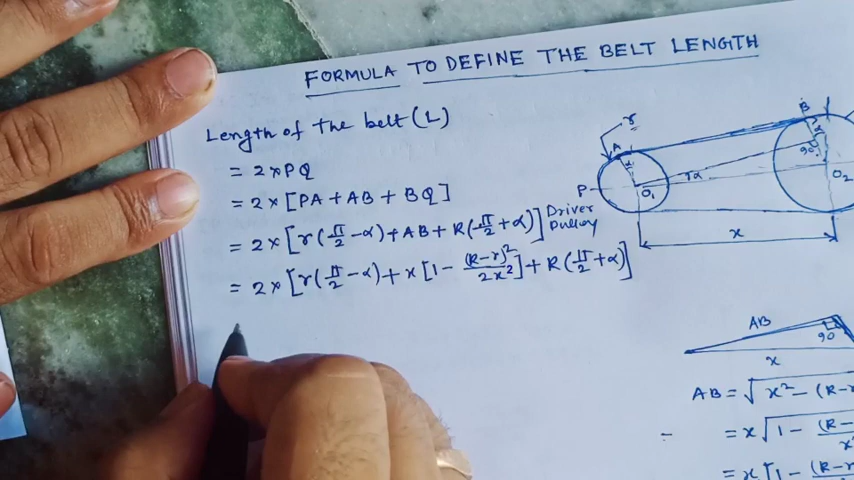 FORMULA TO DEFINE THE BELT LENGTH
Length of the belt (L)
= 2×PQ
= 2×[PA+AB+BQ]
= 2×[r(π/2-α)+AB+R(π/2+α)]
= 2×[r(π/2-α)+x[1-(R-r)²/2x²]+R(π/2+α)]
r
A
B
α
α
90
P
O₁
rα
O₂
Driver
Pulley
x
AB
90
x
AB = √x²-(R-r
= x√1-(R-
x²
= x[1-(R-r